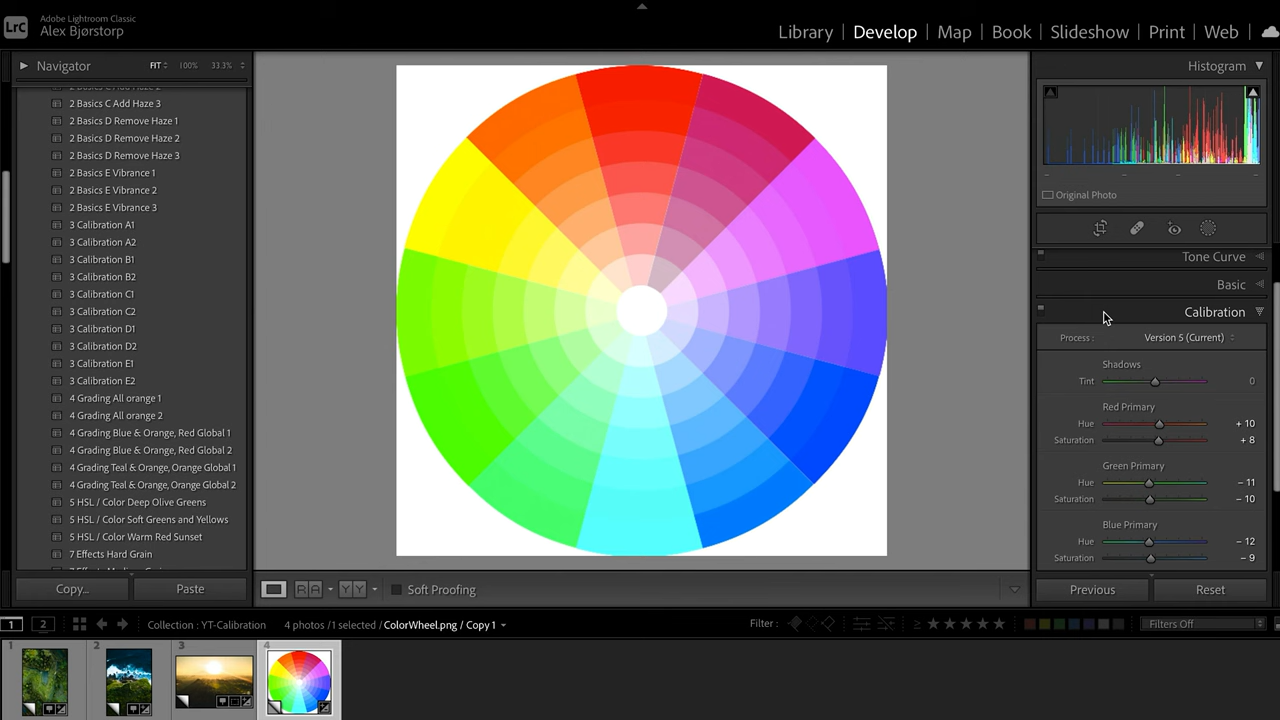 LrC
Adobe Lightroom Classic
Alex Bjørstorp
Library
Develop
Map
Book
Slideshow
Print
Web
Navigator
FIT
100%
33.3%
2 Basics C Add Haze 2
2 Basics C Add Haze 3
2 Basics D Remove Haze 1
2 Basics D Remove Haze 2
2 Basics D Remove Haze 3
2 Basics E Vibrance 1
2 Basics E Vibrance 2
2 Basics E Vibrance 3
3 Calibration A1
3 Calibration A2
3 Calibration B1
3 Calibration B2
3 Calibration C1
3 Calibration C2
3 Calibration D1
3 Calibration D2
3 Calibration E1
3 Calibration E2
4 Grading All orange 1
4 Grading All orange 2
4 Grading Blue & Orange, Red Global 1
4 Grading Blue & Orange, Red Global 2
4 Grading Teal & Orange, Orange Global 1
4 Grading Teal & Orange, Orange Global 2
5 HSL / Color Deep Olive Greens
5 HSL / Color Soft Greens and Yellows
5 HSL / Color Warm Red Sunset
7 Effects Hard Grain
Copy...
Paste
R A
Y Y
Soft Proofing
Histogram
Original Photo
Tone Curve
Basic
Calibration
Process : Version 5 (Current)
Shadows
Tint 0
Red Primary
Hue + 10
Saturation + 8
Green Primary
Hue – 11
Saturation – 10
Blue Primary
Hue – 12
Saturation – 9
Previous
Reset
1
2
Collection : YT-Calibration
4 photos / 1 selected / ColorWheel.png / Copy 1
Filter :
Filters Off
1
2
3
4